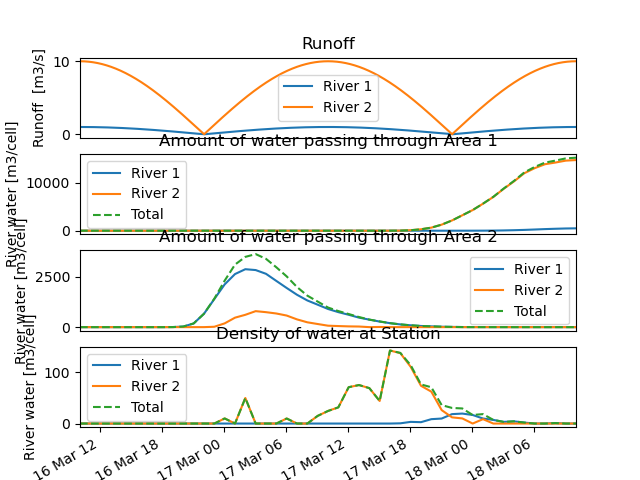 Runoff
10
0
Runoff  [m3/s]
River 1
River 2
Amount of water passing through Area 1
10000
0
River water [m3/cell]
River 1
River 2
Total
Amount of water passing through Area 2
2500
0
River water [m3/cell]
River 1
River 2
Total
Density of water at Station
100
0
River water [m3/cell]
River 1
River 2
Total
16 Mar 12
16 Mar 18
17 Mar 00
17 Mar 06
17 Mar 12
17 Mar 18
18 Mar 00
18 Mar 06